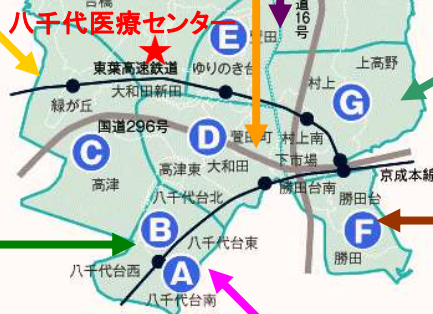 八千代医療センター
E
萱田
道16号
東葉高速鉄道
ゆりのき台
上高野
緑が丘
大和田新田
村上
G
国道296号
D
萱田町
村上南
C
高津東
大和田
下市場
京成本線
高津
八千代台北
勝田台南
勝田台
B
八千代台東
F
八千代台西
A
勝田
八千代台南